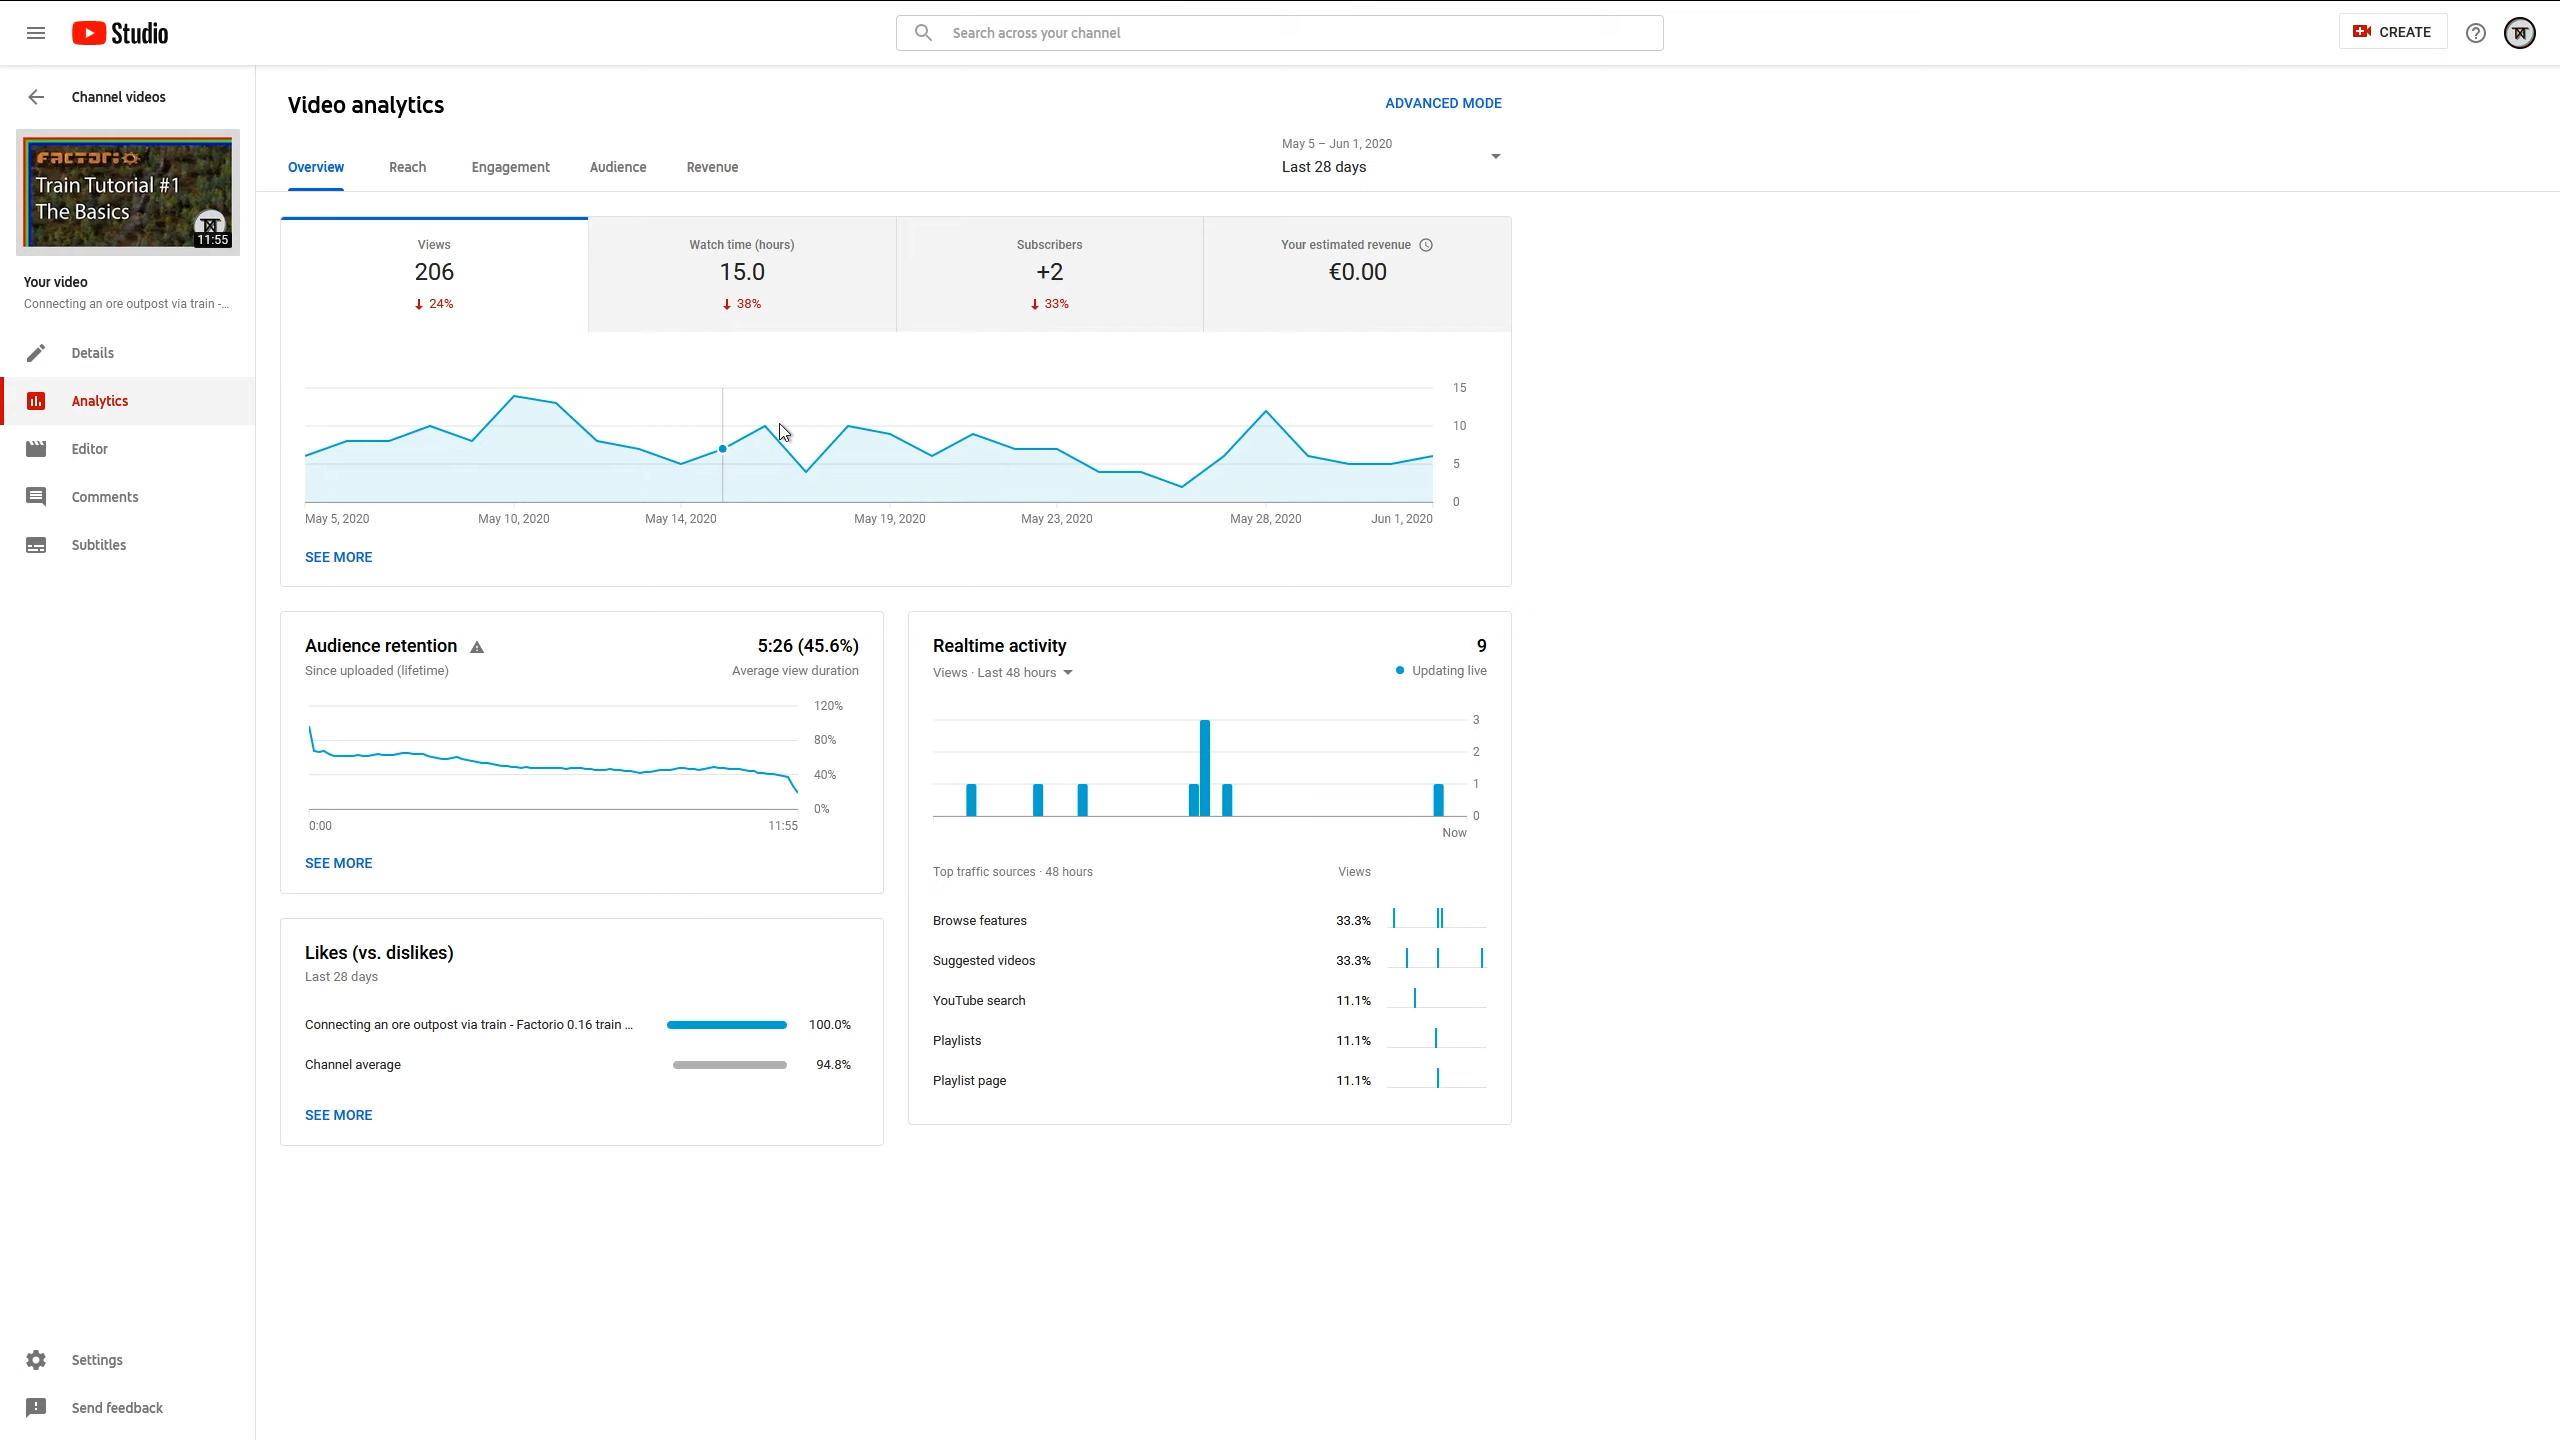 Studio
Search across your channel
CREATE
Channel videos
FACTORIO
Train Tutorial #1
The Basics
11:55
Your video
Connecting an ore outpost via train -...
Details
Analytics
Editor
Comments
Subtitles
Settings
Send feedback
Video analytics
ADVANCED MODE
Overview
Reach
Engagement
Audience
Revenue
May 5 – Jun 1, 2020
Last 28 days
Views
206
24%
Watch time (hours)
15.0
38%
Subscribers
+2
33%
Your estimated revenue
€0.00
15
10
5
0
May 5, 2020
May 10, 2020
May 14, 2020
May 19, 2020
May 23, 2020
May 28, 2020
Jun 1, 2020
SEE MORE
Audience retention
5:26 (45.6%)
Since uploaded (lifetime)
Average view duration
120%
80%
40%
0%
0:00
11:55
SEE MORE
Likes (vs. dislikes)
Last 28 days
Connecting an ore outpost via train - Factorio 0.16 train ...
100.0%
Channel average
94.8%
SEE MORE
Realtime activity
9
Views · Last 48 hours
Updating live
3
2
1
0
Now
Top traffic sources · 48 hours
Views
Browse features
33.3%
Suggested videos
33.3%
YouTube search
11.1%
Playlists
11.1%
Playlist page
11.1%